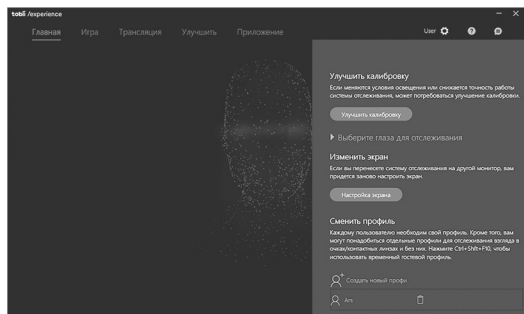 tobii /experience
Главная Игра Трансляция Улучшить Приложение User
Улучшить калибровку
Если меняются условия освещения или снижается точность работы
системы отслеживания, может потребоваться улучшение калибровки.
Улучшить калибровку
Выберите глаза для отслеживания
Изменить экран
Если вы перенесете систему отслеживания на другой монитор, вам
придется заново настроить экран.
Настройка экрана
Сменить профиль
Каждому пользователю необходим свой профиль. Кроме того, вам
могут понадобиться отдельные профили для отслеживания взгляда в
очках/контактных линзах и без них. Нажмите Ctrl+Shift+F10, чтобы
использовать временный гостевой профиль.
Создать новый профи
Ars